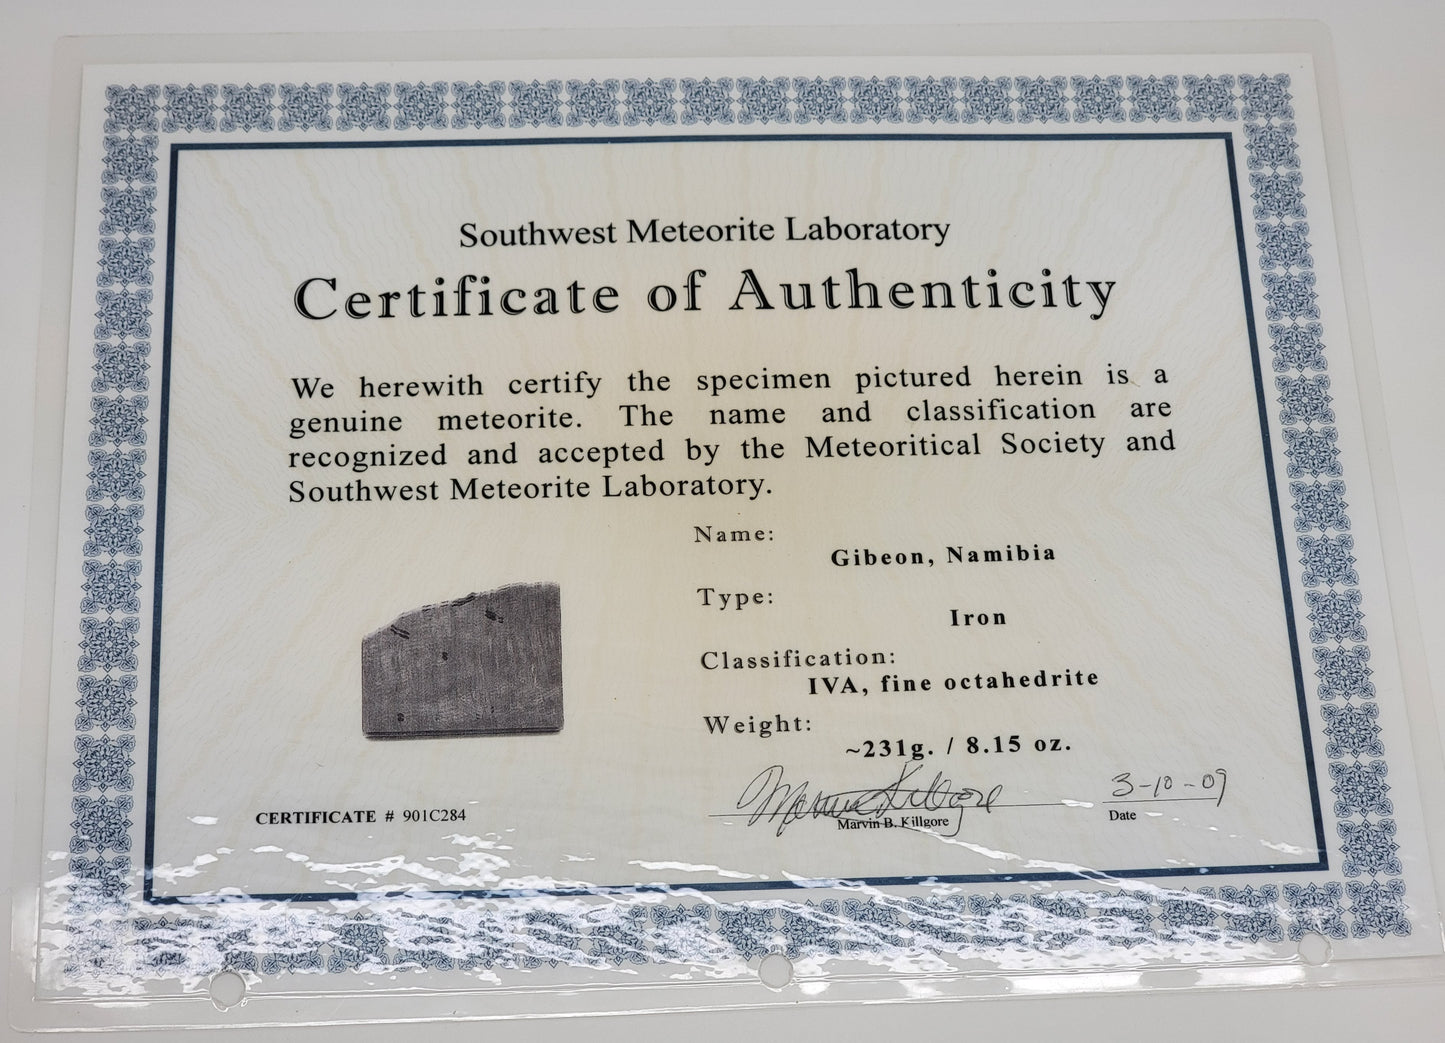 Southwest Meteorite Laboratory
Certificate of Authenticity
We herewith certify the specimen pictured herein is a
genuine meteorite. The name and classification are
recognized and accepted by the Meteoritical Society and
Southwest Meteorite Laboratory.
Name:
Gibeon, Namibia
Type:
Iron
Classification:
IVA, fine octahedrite
Weight:
~231g. / 8.15 oz.
Marvin Killgore
3-10-09
CERTIFICATE # 901C284
Marvin B. Killgore
Date